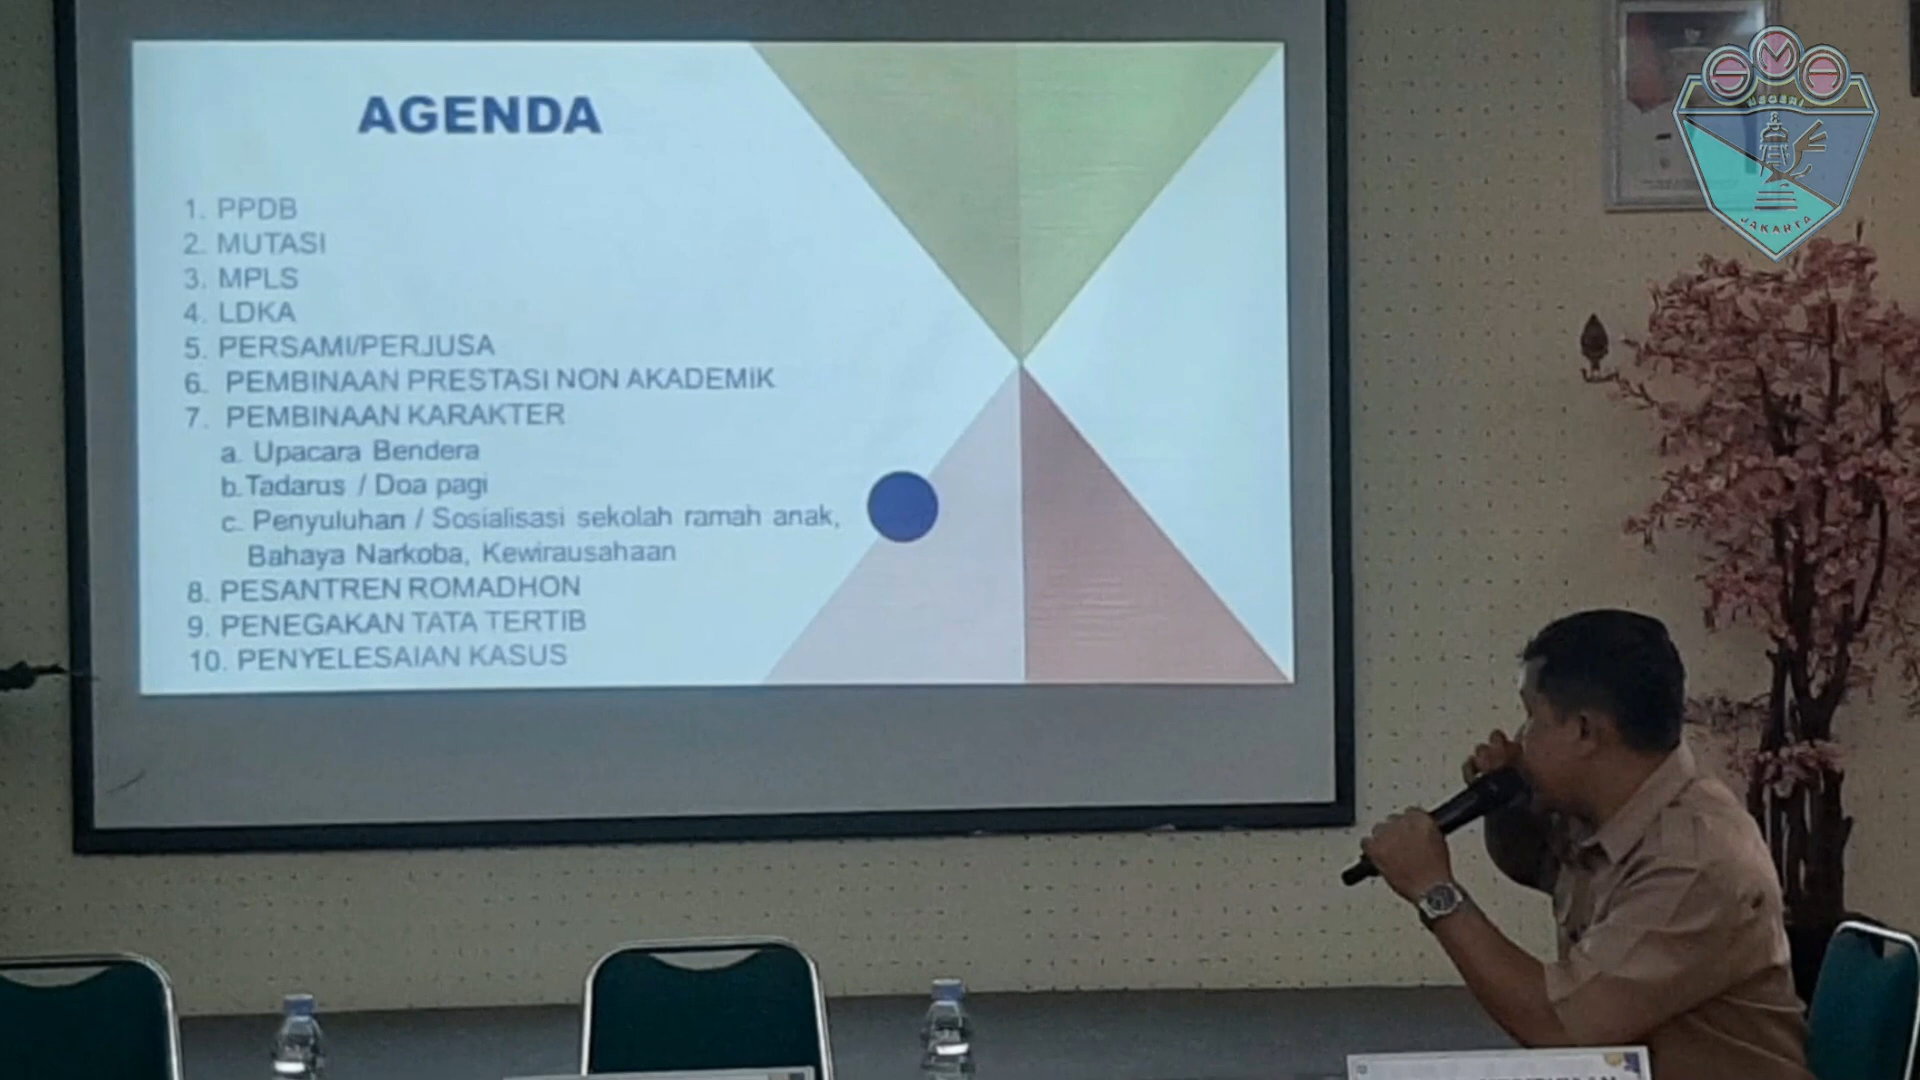 AGENDA
1. PPDB
2. MUTASI
3. MPLS
4. LDKA
5. PERSAMI/PERJUSA
6. PEMBINAAN PRESTASI NON AKADEMIK
7. PEMBINAAN KARAKTER
a. Upacara Bendera
b. Tadarus / Doa pagi
c. Penyuluhan / Sosialisasi sekolah ramah anak,
Bahaya Narkoba, Kewirausahaan
8. PESANTREN ROMADHON
9. PENEGAKAN TATA TERTIB
10. PENYELESAIAN KASUS
SMA
NEGERI
JAKARTA